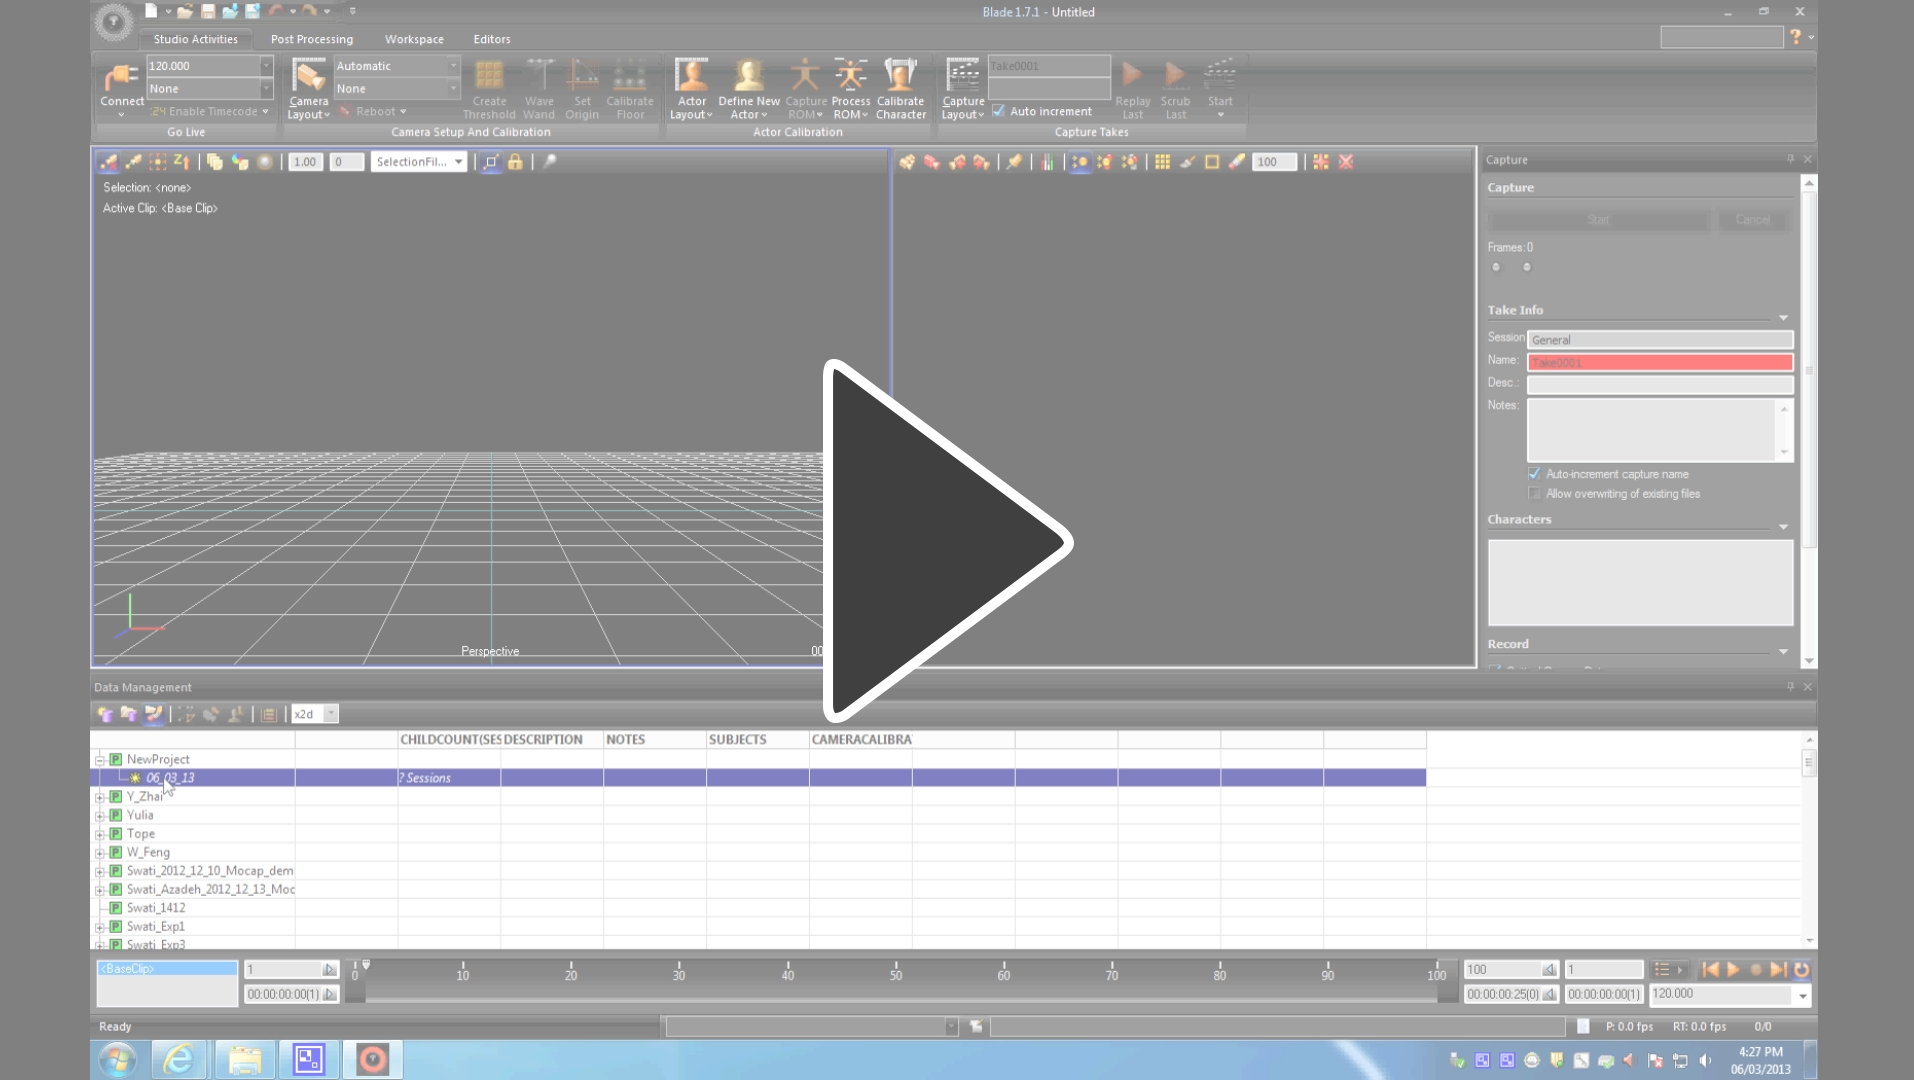 Blade 1.7.1 - Untitled
Studio Activities Post Processing Workspace Editors
120.000
None
Connect
:24 Enable Timecode
Go Live
Camera Layout
Automatic
None
Reboot
Create Threshold
Wave Wand
Set Origin
Calibrate Floor
Camera Setup And Calibration
Actor Layout
Define New Actor
Capture ROM
Process ROM
Calibrate Character
Actor Calibration
Capture Layout
Take0001
Auto increment
Replay Last
Scrub Last
Start
Capture Takes
1.00 0 SelectionFil...
100
Selection: <none>
Active Clip: <Base Clip>
Perspective
00
Capture
Capture
Start Cancel
Frames: 0
Take Info
Session General
Name: Take0001
Desc.:
Notes:
Auto-increment capture name
Allow overwriting of existing files
Characters
Record
Data Management
x2d
CHILDCOUNT(SES DESCRIPTION NOTES SUBJECTS CAMERACALIBRA
NewProject
06_03_13 ? Sessions
Y_Zhai
Yulia
Tope
W_Feng
Swati_2012_12_10_Mocap_dem
Swati_Azadeh_2012_12_13_Moc
Swati_1412
Swati_Exp1
Swati_Exp3
<BaseClip>
1
00:00:00:00(1)
0 10 20 30 40 50 60 70 80 90 100
100 1
00:00:00:25(0) 00:00:00:00(1) 120.000
Ready
P: 0.0 fps RT: 0.0 fps 0/0
4:27 PM
06/03/2013